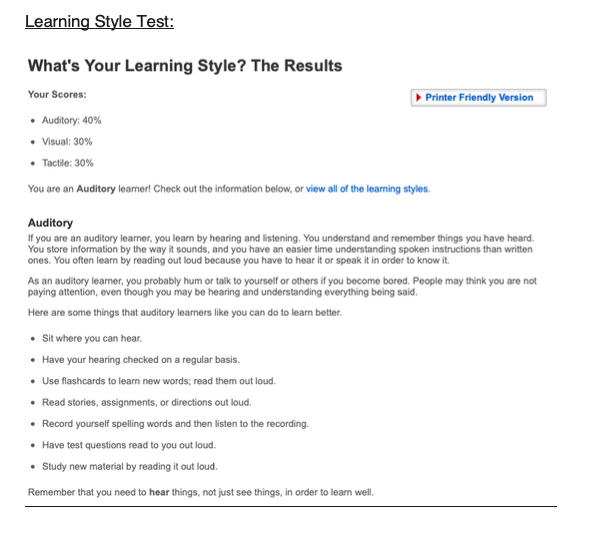 Learning Style Test:
What's Your Learning Style? The Results
Your Scores:
Printer Friendly Version
• Auditory: 40%
• Visual: 30%
• Tactile: 30%
You are an Auditory learner! Check out the information below, or view all of the learning styles.
Auditory
If you are an auditory learner, you learn by hearing and listening. You understand and remember things you have heard.
You store information by the way it sounds, and you have an easier time understanding spoken instructions than written
ones. You often learn by reading out loud because you have to hear it or speak it in order to know it.
As an auditory learner, you probably hum or talk to yourself or others if you become bored. People may think you are not
paying attention, even though you may be hearing and understanding everything being said.
Here are some things that auditory learners like you can do to learn better.
• Sit where you can hear.
• Have your hearing checked on a regular basis.
• Use flashcards to learn new words; read them out loud.
• Read stories, assignments, or directions out loud.
• Record yourself spelling words and then listen to the recording.
• Have test questions read to you out loud.
• Study new material by reading it out loud.
Remember that you need to hear things, not just see things, in order to learn well.